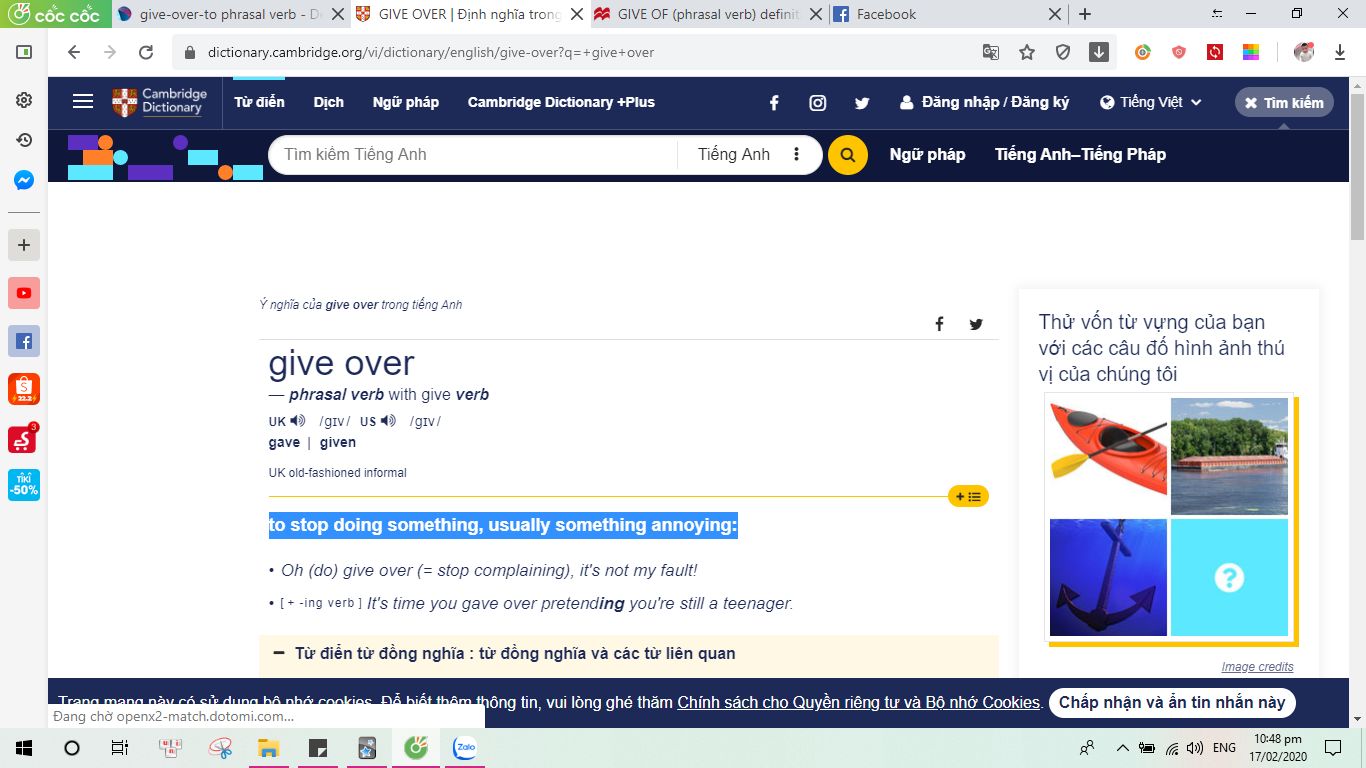 cốc cốc
give-over-to phrasal verb - De
GIVE OVER | Định nghĩa trong
GIVE OF (phrasal verb) definiti
Facebook
dictionary.cambridge.org/vi/dictionary/english/give-over?q=+give+over
Cambridge
Dictionary
Từ điển
Dịch
Ngữ pháp
Cambridge Dictionary +Plus
Đăng nhập / Đăng ký
Tiếng Việt
Tìm kiếm
Tìm kiếm Tiếng Anh
Tiếng Anh
Ngữ pháp
Tiếng Anh–Tiếng Pháp
Ý nghĩa của give over trong tiếng Anh
give over
— phrasal verb with give verb
UK /ɡɪv/ US /ɡɪv/
gave | given
UK old-fashioned informal
to stop doing something, usually something annoying:
• Oh (do) give over (= stop complaining), it's not my fault!
• [ + -ing verb ] It's time you gave over pretending you're still a teenager.
Từ điển từ đồng nghĩa : từ đồng nghĩa và các từ liên quan
Thử vốn từ vựng của bạn
với các câu đố hình ảnh thú
vị của chúng tôi
?
Image credits
22.2
3
TIKI
-50%
Trang mạng này có sử dụng bộ nhớ cookies. Để biết thêm thông tin, vui lòng ghé thăm Chính sách cho Quyền riêng tư và Bộ nhớ Cookies.
Chấp nhận và ẩn tin nhắn này
Đang chờ openx2-match.dotomi.com...
Zalo
ENG
10:48 pm
17/02/2020